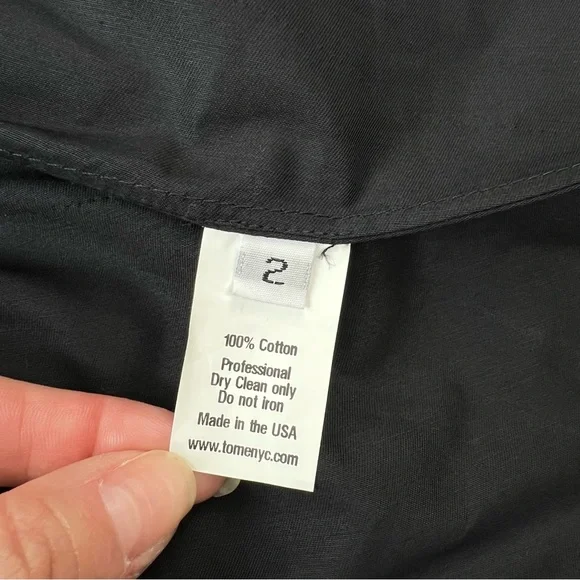 2
100% Cotton
Professional
Dry Clean only
Do not iron
Made in the USA
www.tomenyc.com